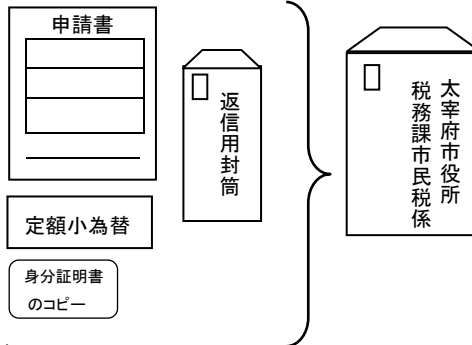 申請書
返信用封筒
太宰府市役所
税務課市民税係
定額小為替
身分証明書
のコピー